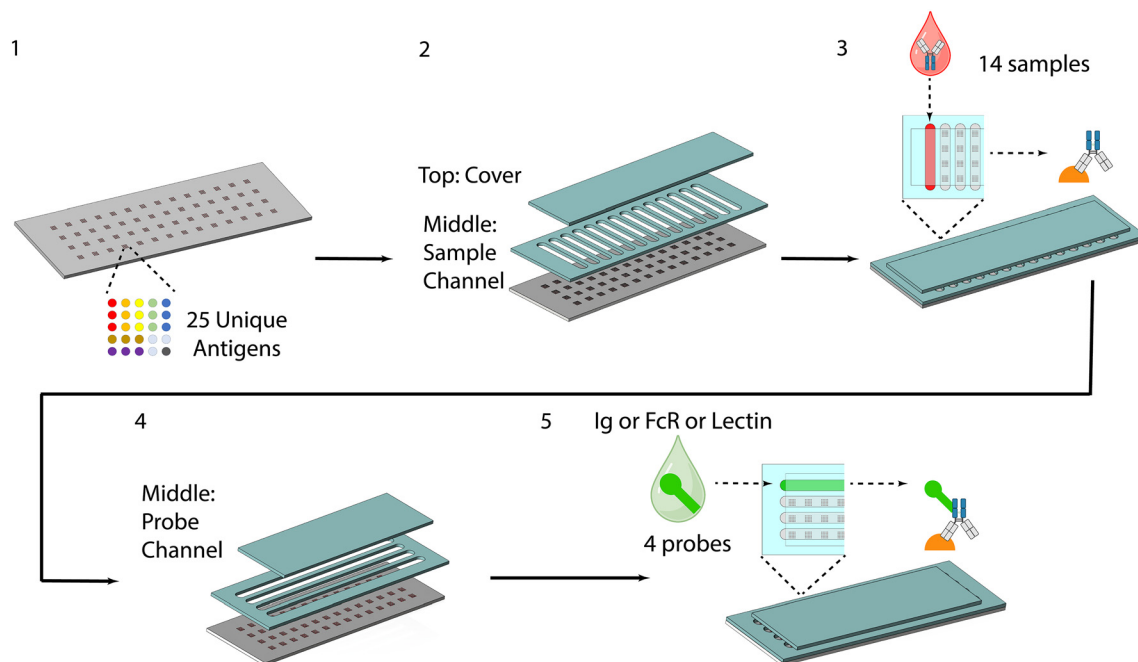 1
2
3
14 samples
Top: Cover
Middle:
Sample
Channel
25 Unique
Antigens
4
5
Ig or FcR or Lectin
Middle:
Probe
Channel
4 probes